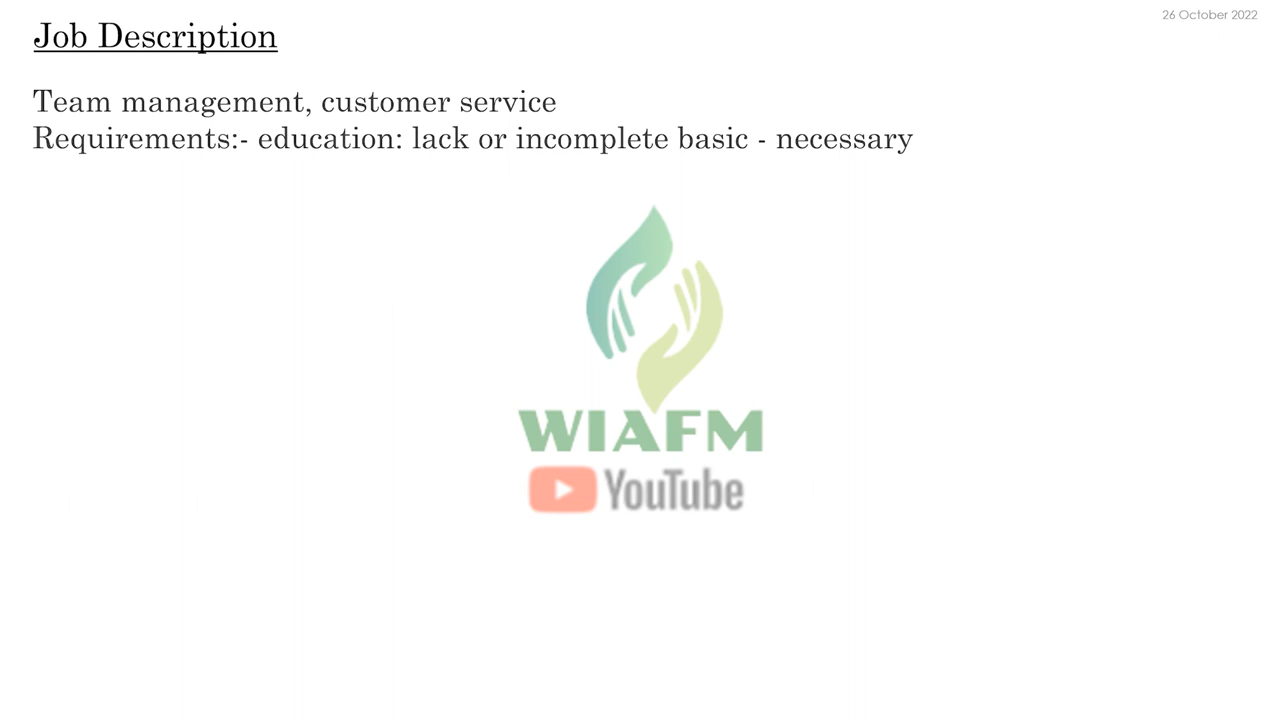 26 October 2022
Job Description
Team management, customer service
Requirements:- education: lack or incomplete basic - necessary
WIAFM
YouTube